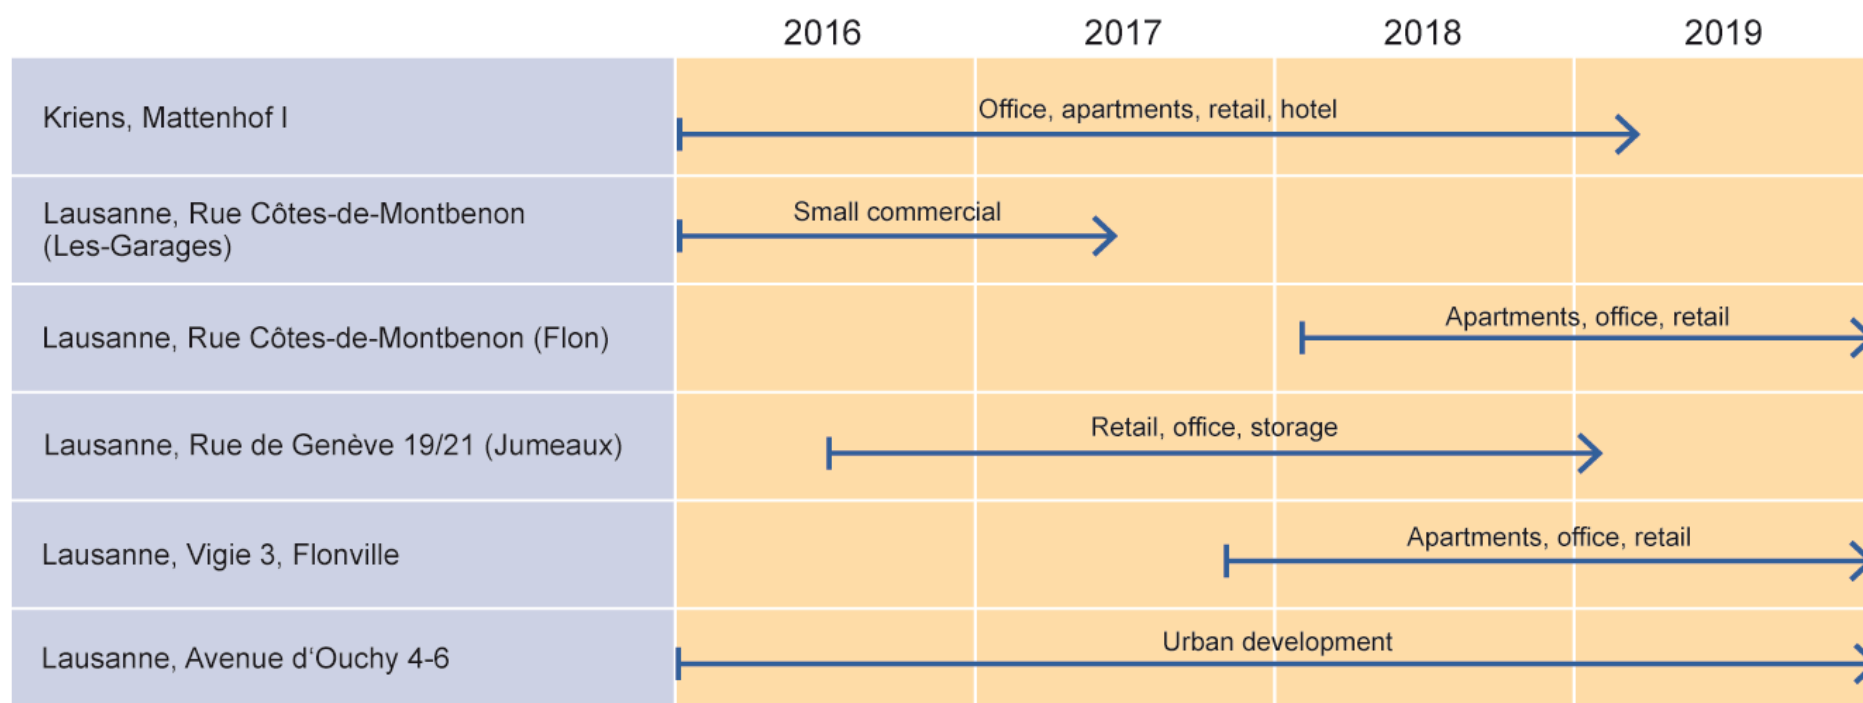 2016 2017 2018 2019
Kriens, Mattenhof I
Office, apartments, retail, hotel
Lausanne, Rue Côtes-de-Montbenon
(Les-Garages)
Small commercial
Lausanne, Rue Côtes-de-Montbenon (Flon)
Apartments, office, retail
Lausanne, Rue de Genève 19/21 (Jumeaux)
Retail, office, storage
Lausanne, Vigie 3, Flonville
Apartments, office, retail
Lausanne, Avenue d‘Ouchy 4-6
Urban development